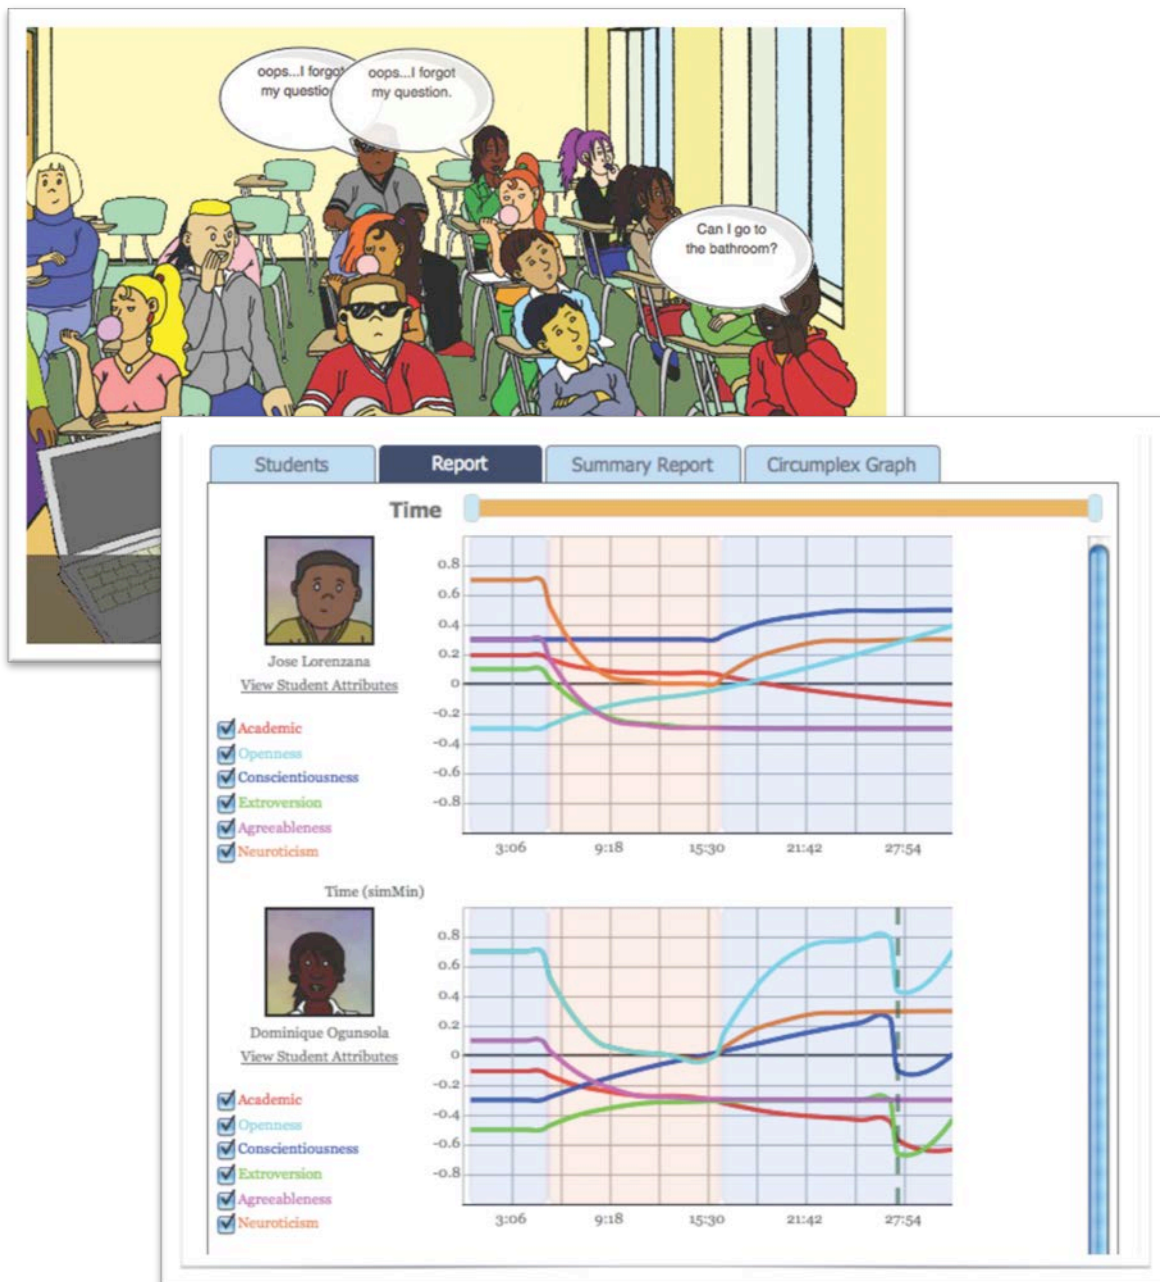 oops...I forgot
my question
oops...I forgot
my question.
Can I go to
the bathroom?
Students
Report
Summary Report
Circumplex Graph
Time
Jose Lorenzana
View Student Attributes
Academic
Openness
Conscientiousness
Extroversion
Agreeableness
Neuroticism
0.8
0.6
0.4
0.2
0
-0.2
-0.4
-0.6
-0.8
3:06 9:18 15:30 21:42 27:54
Time (simMin)
Dominique Ogunsola
View Student Attributes
Academic
Openness
Conscientiousness
Extroversion
Agreeableness
Neuroticism
0.8
0.6
0.4
0.2
0
-0.2
-0.4
-0.6
-0.8
3:06 9:18 15:30 21:42 27:54